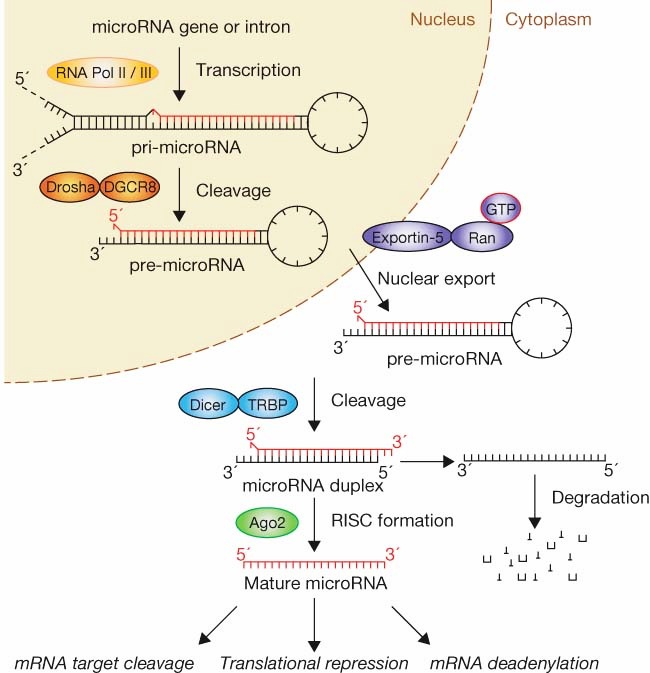 microRNA gene or intron
Nucleus
Cytoplasm
RNA Pol II / III
Transcription
5´
pri-microRNA
3´
Drosha
DGCR8
Cleavage
5´
3´
pre-microRNA
GTP
Exportin-5
Ran
Nuclear export
5´
3´
pre-microRNA
Dicer
TRBP
Cleavage
5´
3´
3´
5´
microRNA duplex
3´
5´
Degradation
Ago2
RISC formation
5´
3´
Mature microRNA
mRNA target cleavage
Translational repression
mRNA deadenylation